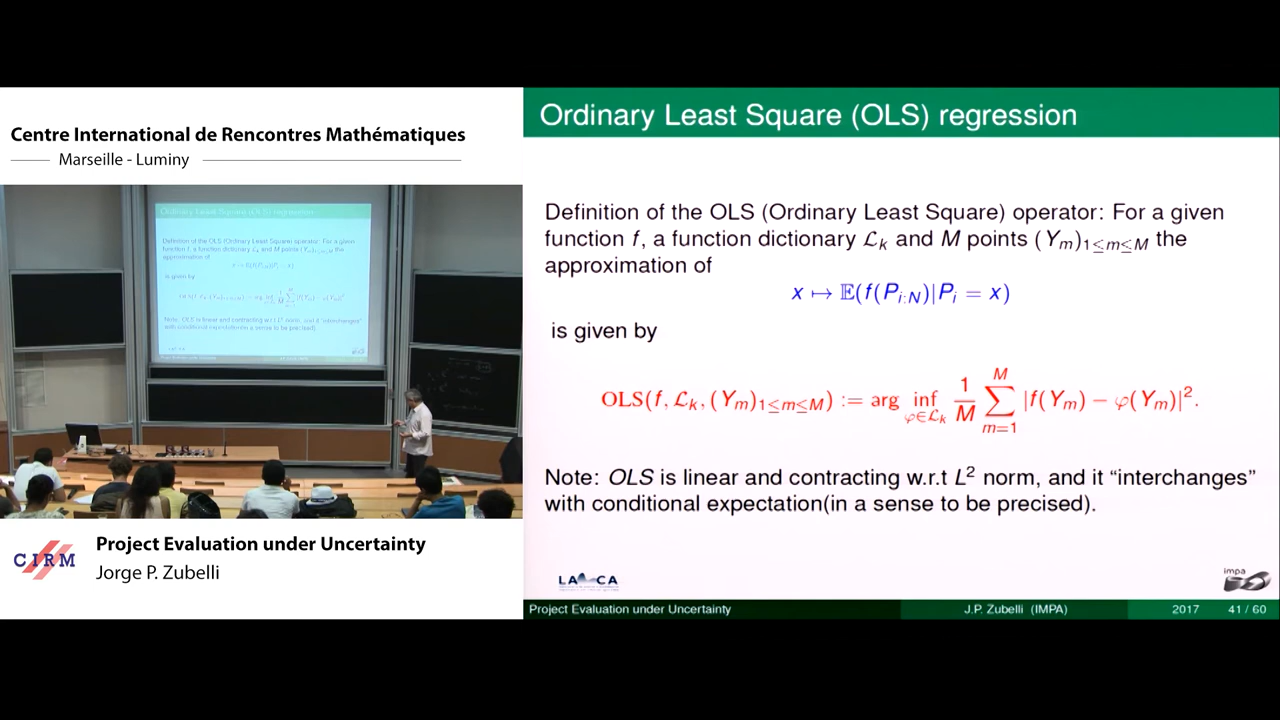 Centre International de Rencontres Mathématiques
Marseille - Luminy
Ordinary Least Square (OLS) regression
Definition of the OLS (Ordinary Least Square) operator: For a given
function f, a function dictionary ℒₖ and M points (Yₘ)₁≤ₘ≤M the
approximation of
x ↦ 𝔼(f(P_{i:N})|P_i = x)
is given by
OLS(f, ℒₖ, (Yₘ)₁≤ₘ≤M) := arg inf_{φ∈ℒₖ} 1/M ∑_{m=1}^{M} |f(Yₘ) − φ(Yₘ)|².
Note: OLS is linear and contracting w.r.t L² norm, and it “interchanges”
with conditional expectation(in a sense to be precised).
CIRM
Project Evaluation under Uncertainty
Jorge P. Zubelli
LAMCA
impa
Project Evaluation under Uncertainty
J.P. Zubelli (IMPA)
2017
41 / 60